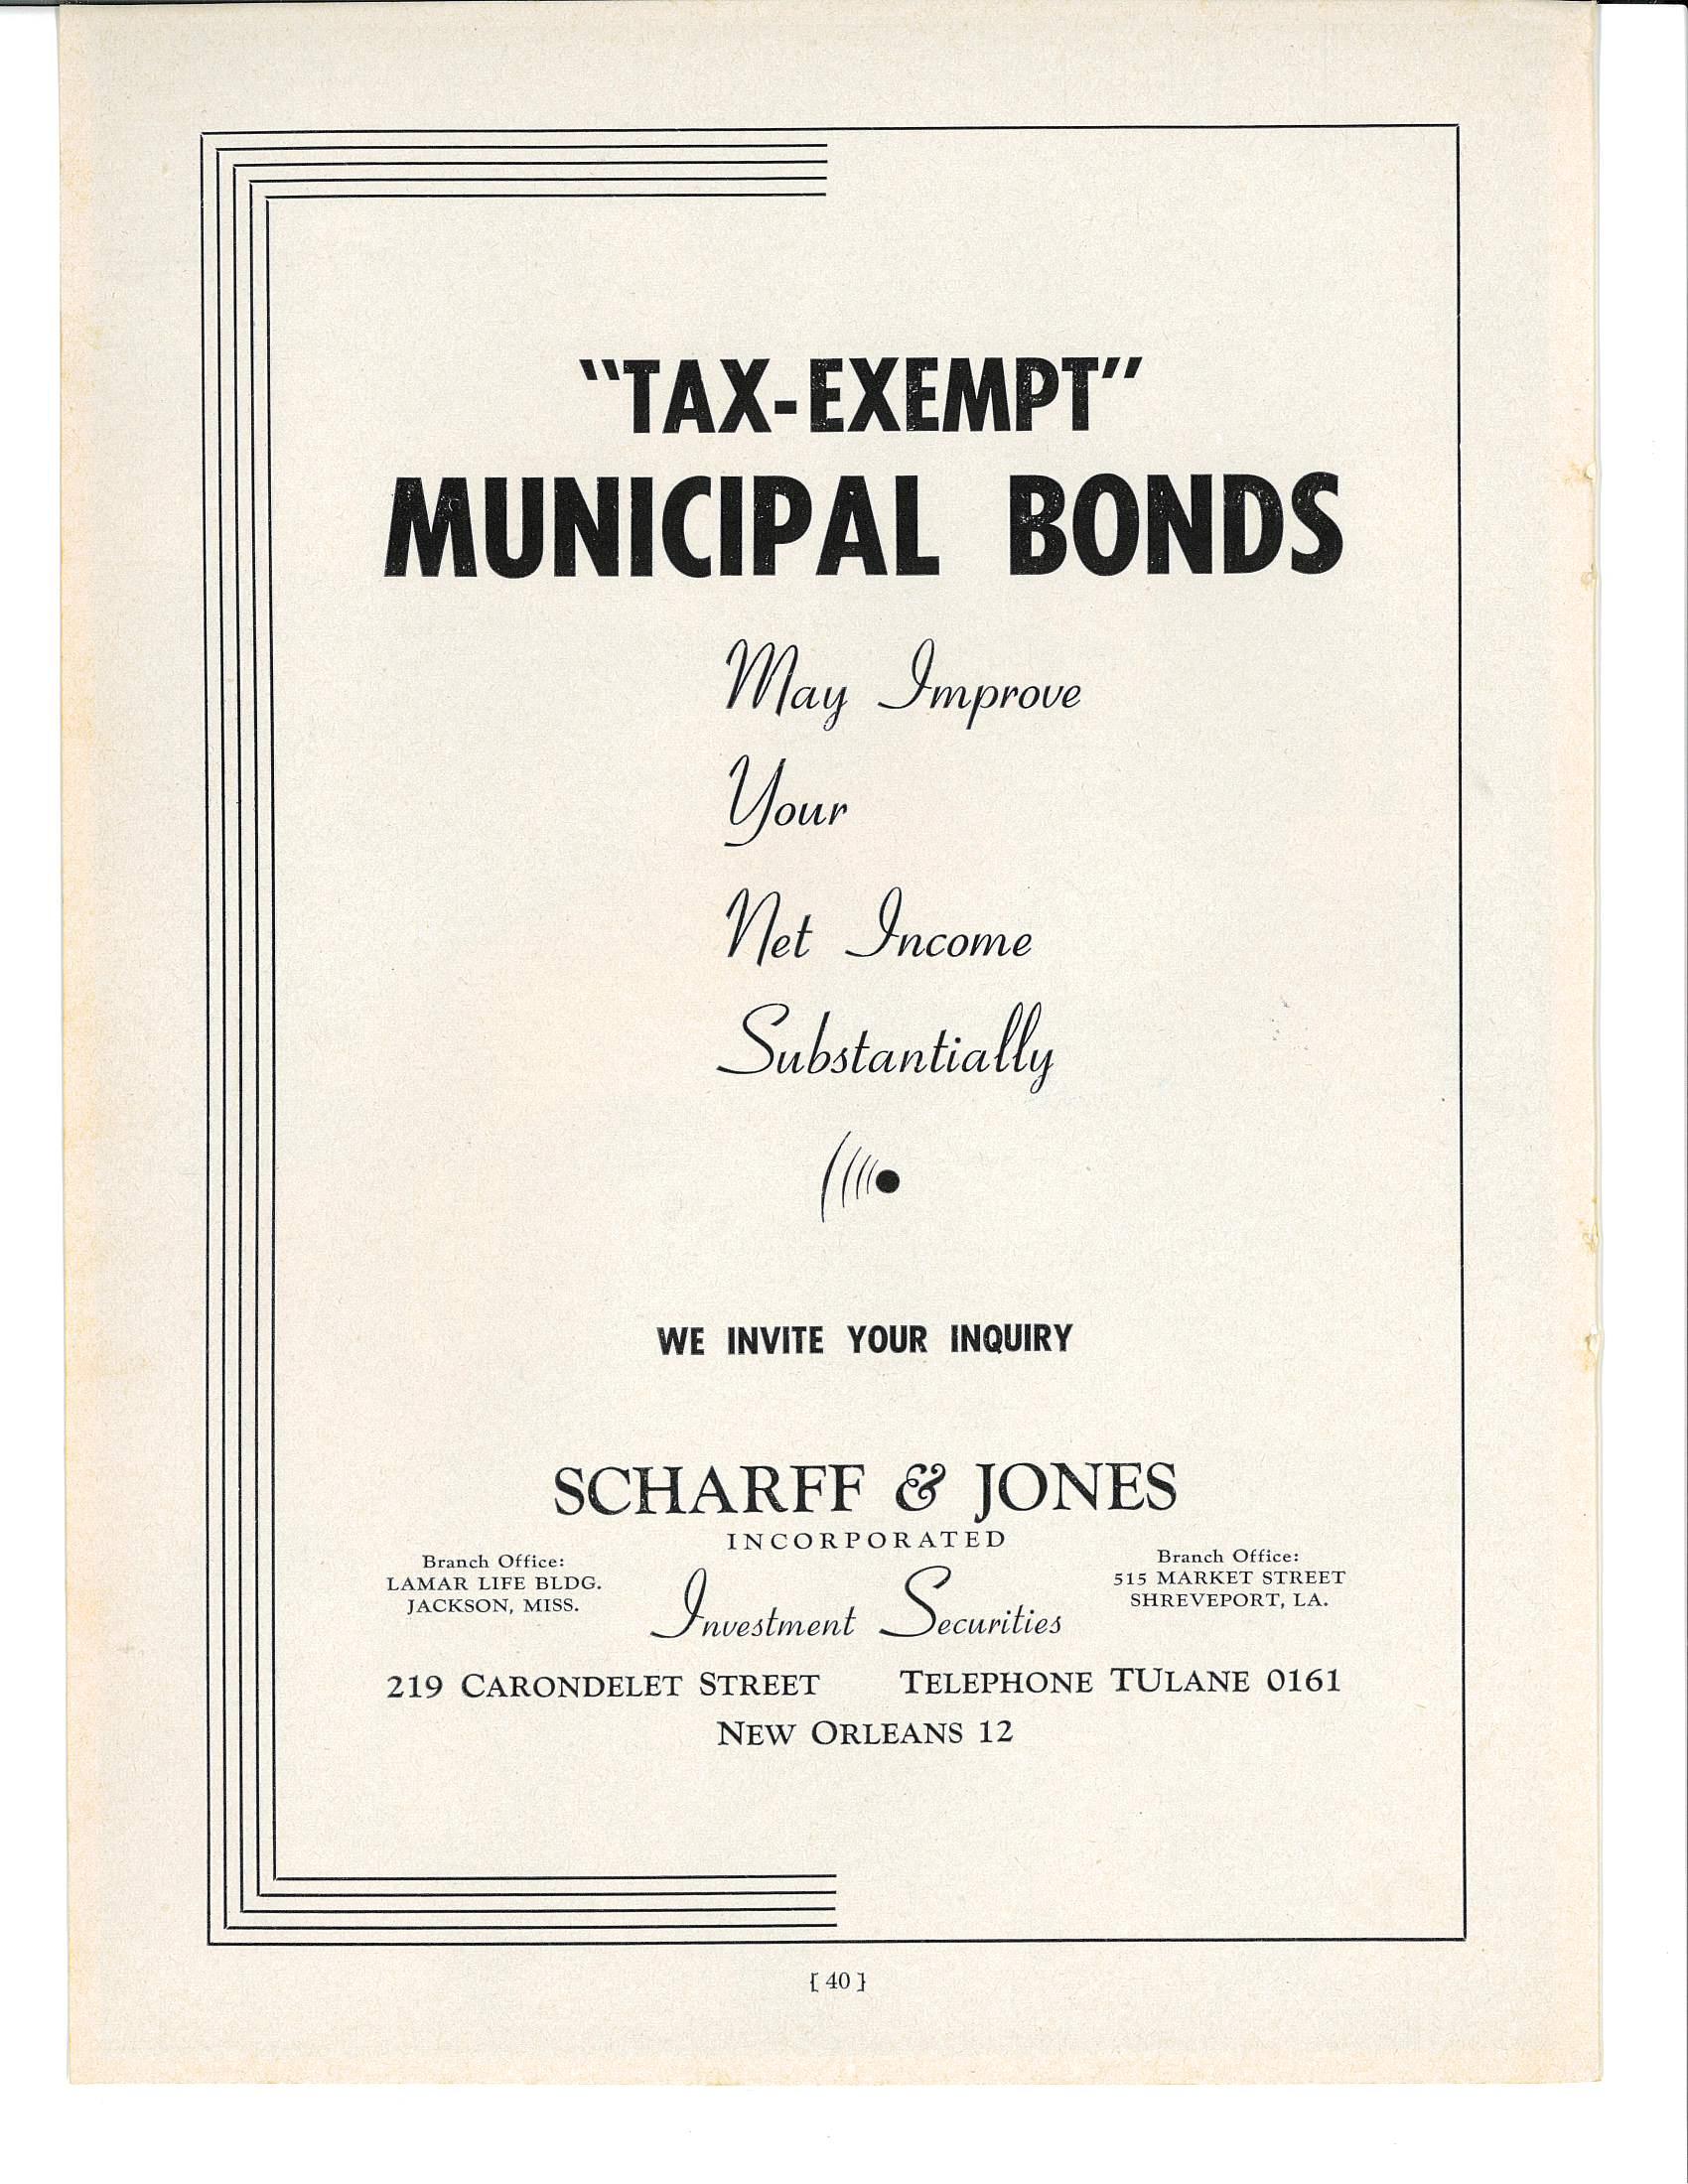 "TAX-EXEMPT"
MUNICIPAL BONDS
May Improve
Your
Net Income
Substantially
WE INVITE YOUR INQUIRY
SCHARFF & JONES
INCORPORATED
Branch Office:
LAMAR LIFE BLDG.
JACKSON, MISS.
Investment Securities
Branch Office:
515 MARKET STREET
SHREVEPORT, LA.
219 CARONDELET STREET TELEPHONE TULANE 0161
NEW ORLEANS 12
[ 40 ]